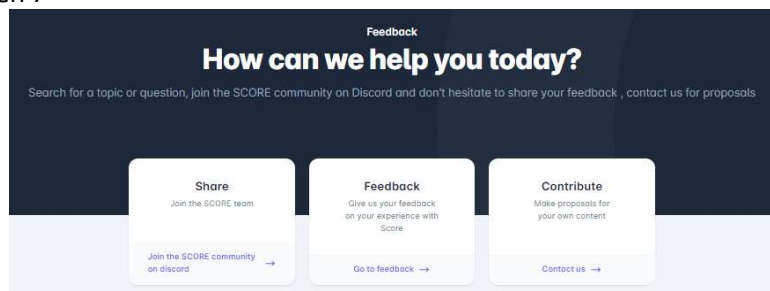 Feedback
How can we help you today?
Search for a topic or question, join the SCORE community on Discord and don't hesitate to share your feedback , contact us for proposals
Share
Join the SCORE team
Join the SCORE community
on discord →
Feedback
Give us your feedback
on your experience with
Score
Go to feedback →
Contribute
Make proposals for
your own content
Contact us →